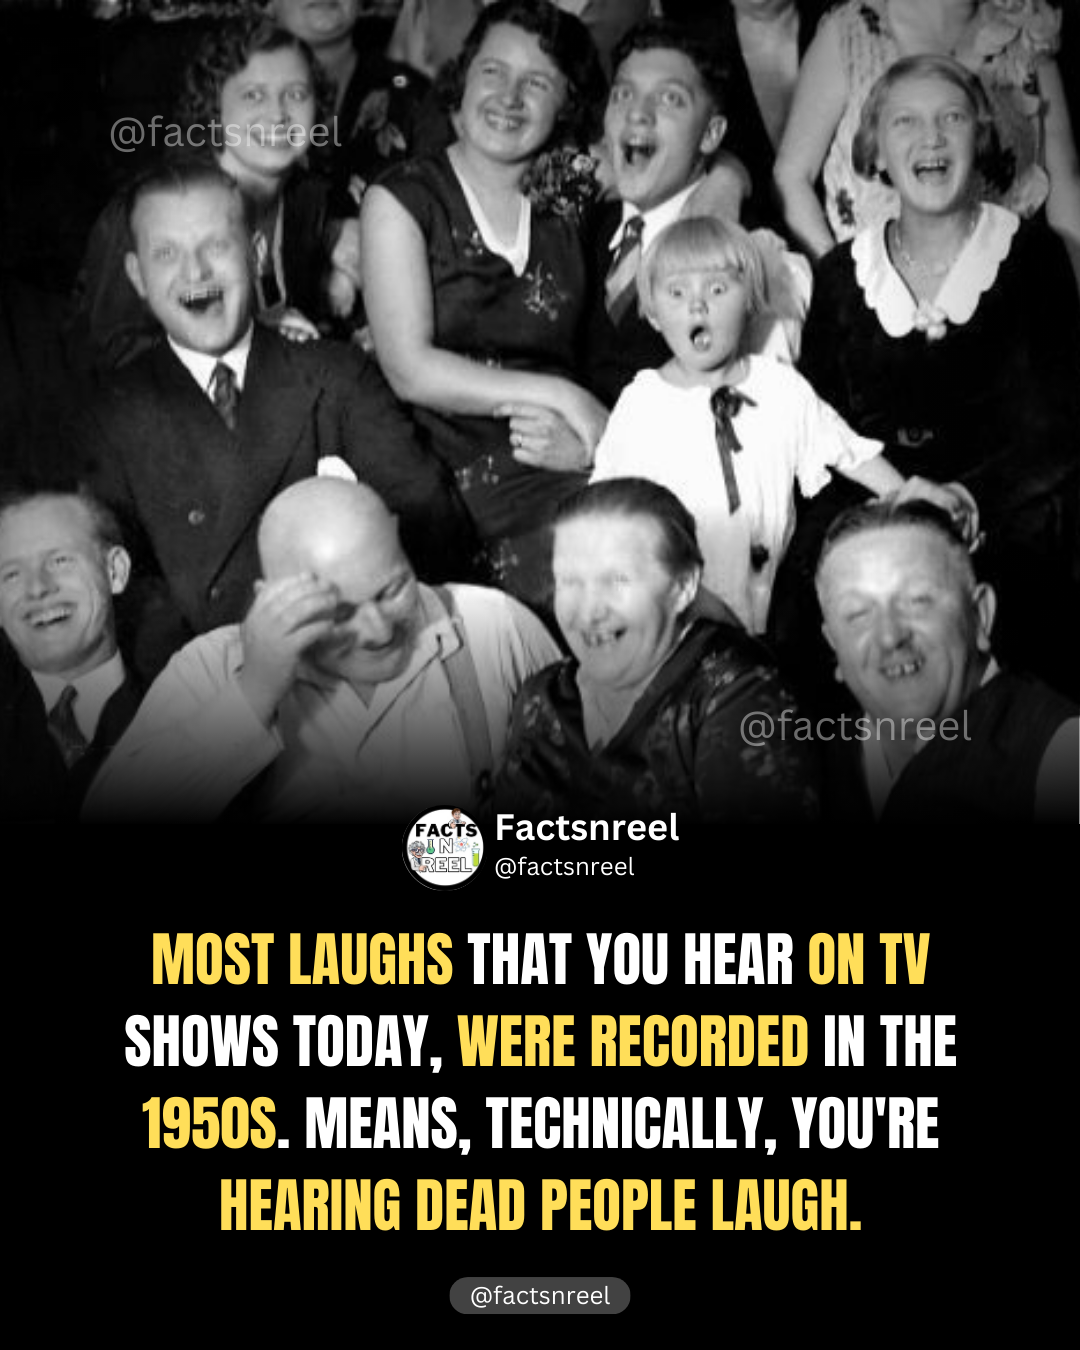 @factsnreel
@factsnreel
FACTS
IN
REEL
Factsnreel
@factsnreel
MOST LAUGHS THAT YOU HEAR ON TV
SHOWS TODAY, WERE RECORDED IN THE
1950S. MEANS, TECHNICALLY, YOU'RE
HEARING DEAD PEOPLE LAUGH.
@factsnreel